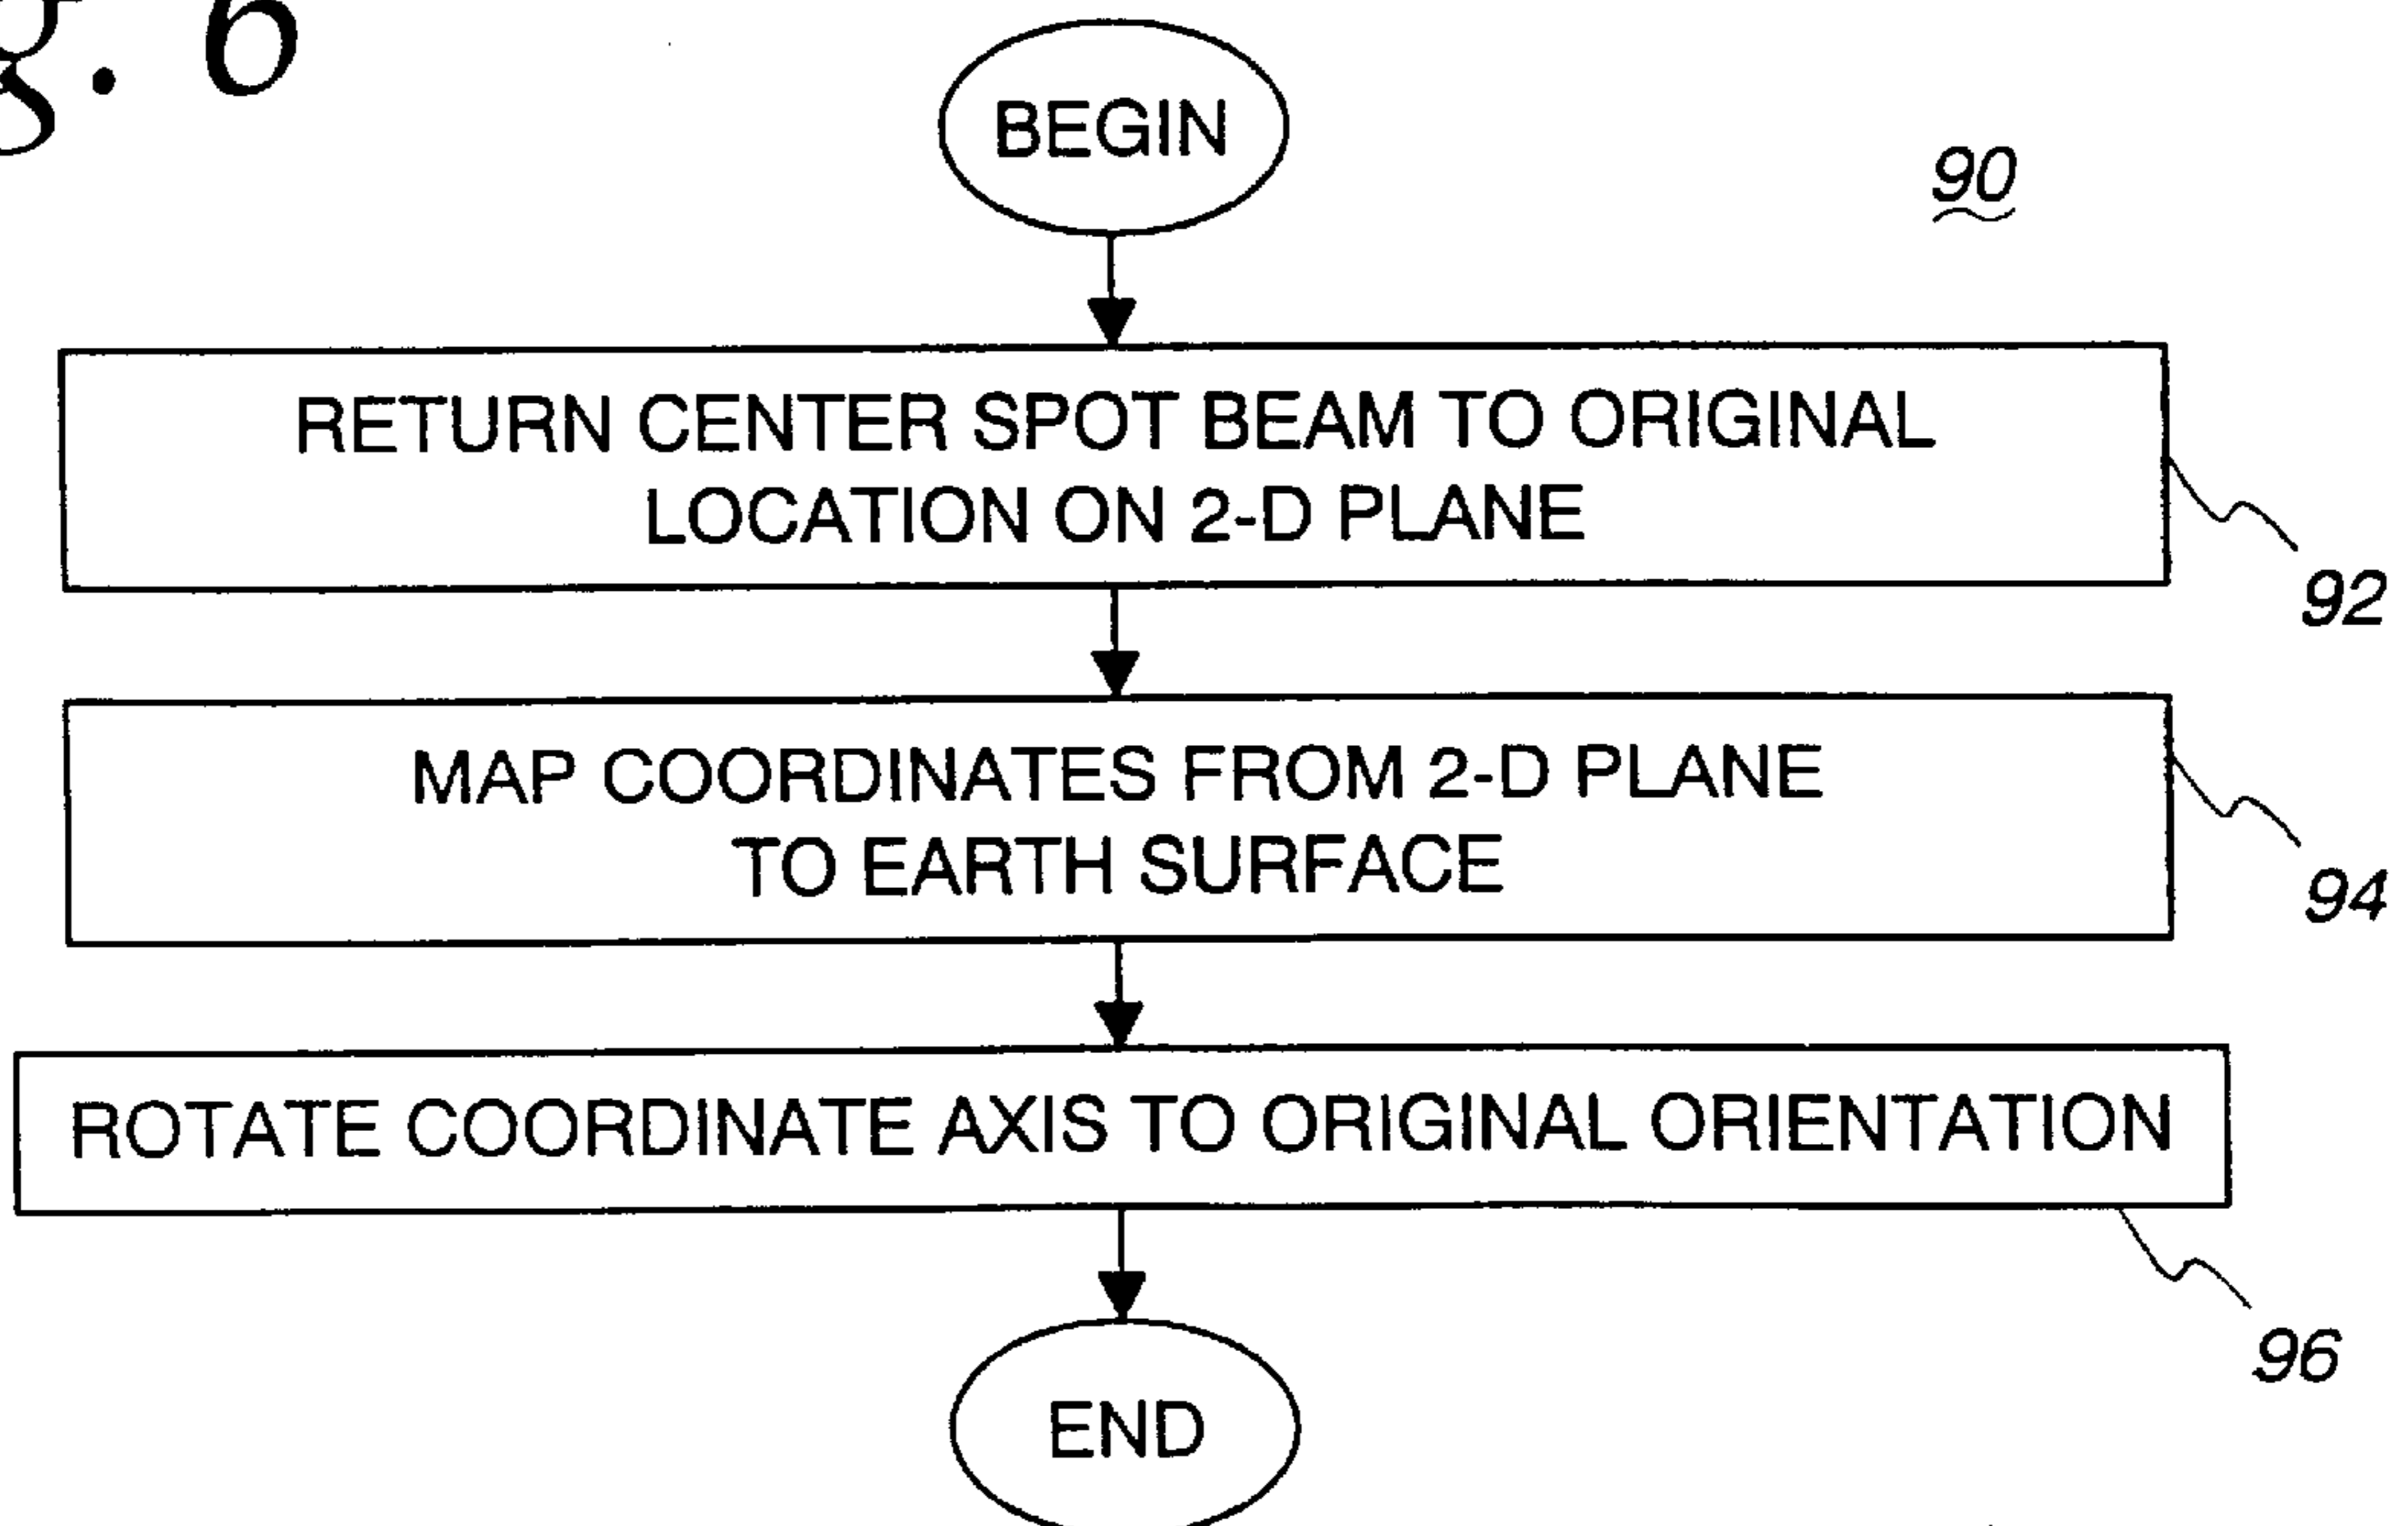 g. 6
BEGIN
90
RETURN CENTER SPOT BEAM TO ORIGINAL
LOCATION ON 2-D PLANE
92
MAP COORDINATES FROM 2-D PLANE
TO EARTH SURFACE
94
ROTATE COORDINATE AXIS TO ORIGINAL ORIENTATION
96
END